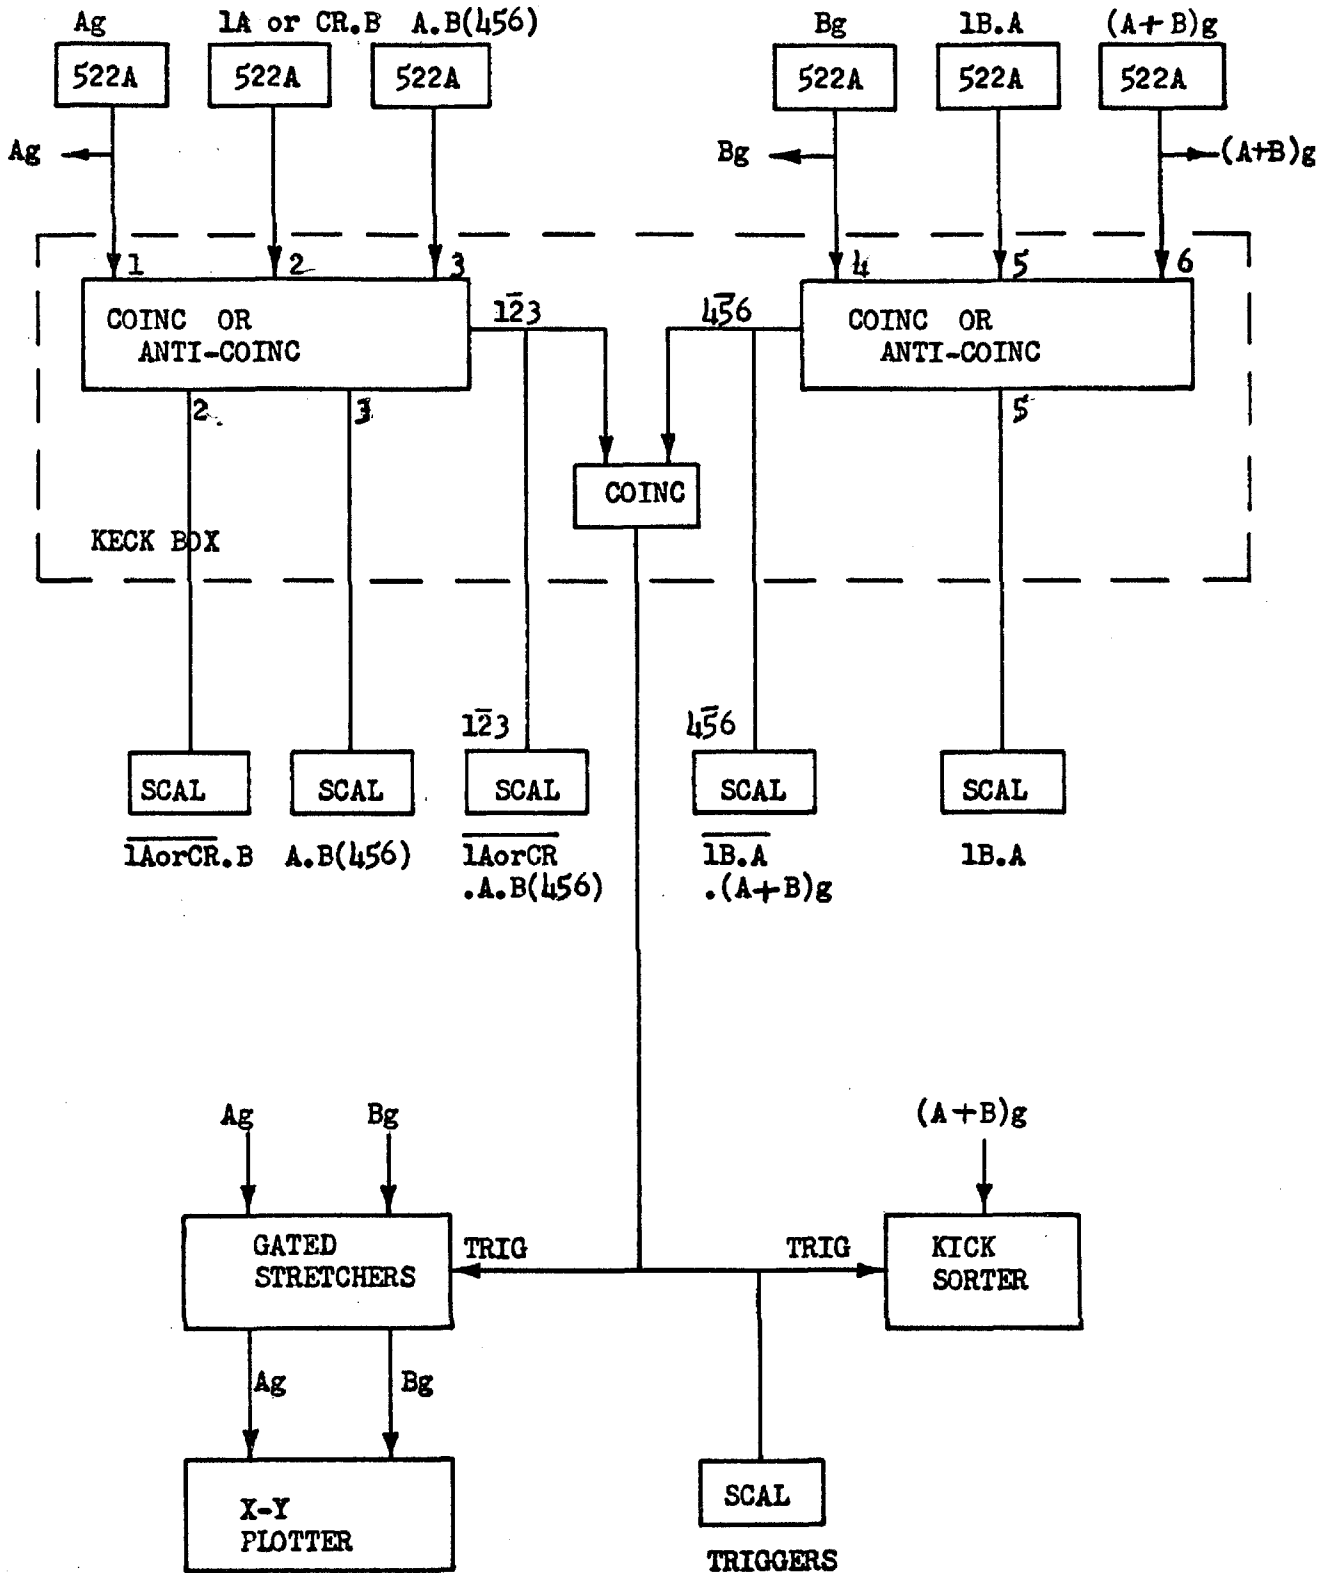 Ag 1A or CR.B A.B(456) Bg 1B.A (A+B)g
522A 522A 522A 522A 522A 522A
Ag Bg (A+B)g
1 2 3 4 5 6
COINC OR
ANTI-COINC
12̅3 45̅6
COINC OR
ANTI-COINC
2 3 5
COINC
KECK BOX
12̅3 45̅6
SCAL SCAL SCAL SCAL SCAL
1̅A̅o̅r̅C̅R̅.B A.B(456) 1̅A̅o̅r̅C̅R̅ 1̅B̅.̅A̅ 1B.A
.A.B(456) .(A+B)g
Ag Bg (A+B)g
GATED
STRETCHERS
TRIG TRIG
KICK
SORTER
Ag Bg
X-Y
PLOTTER
SCAL
TRIGGERS